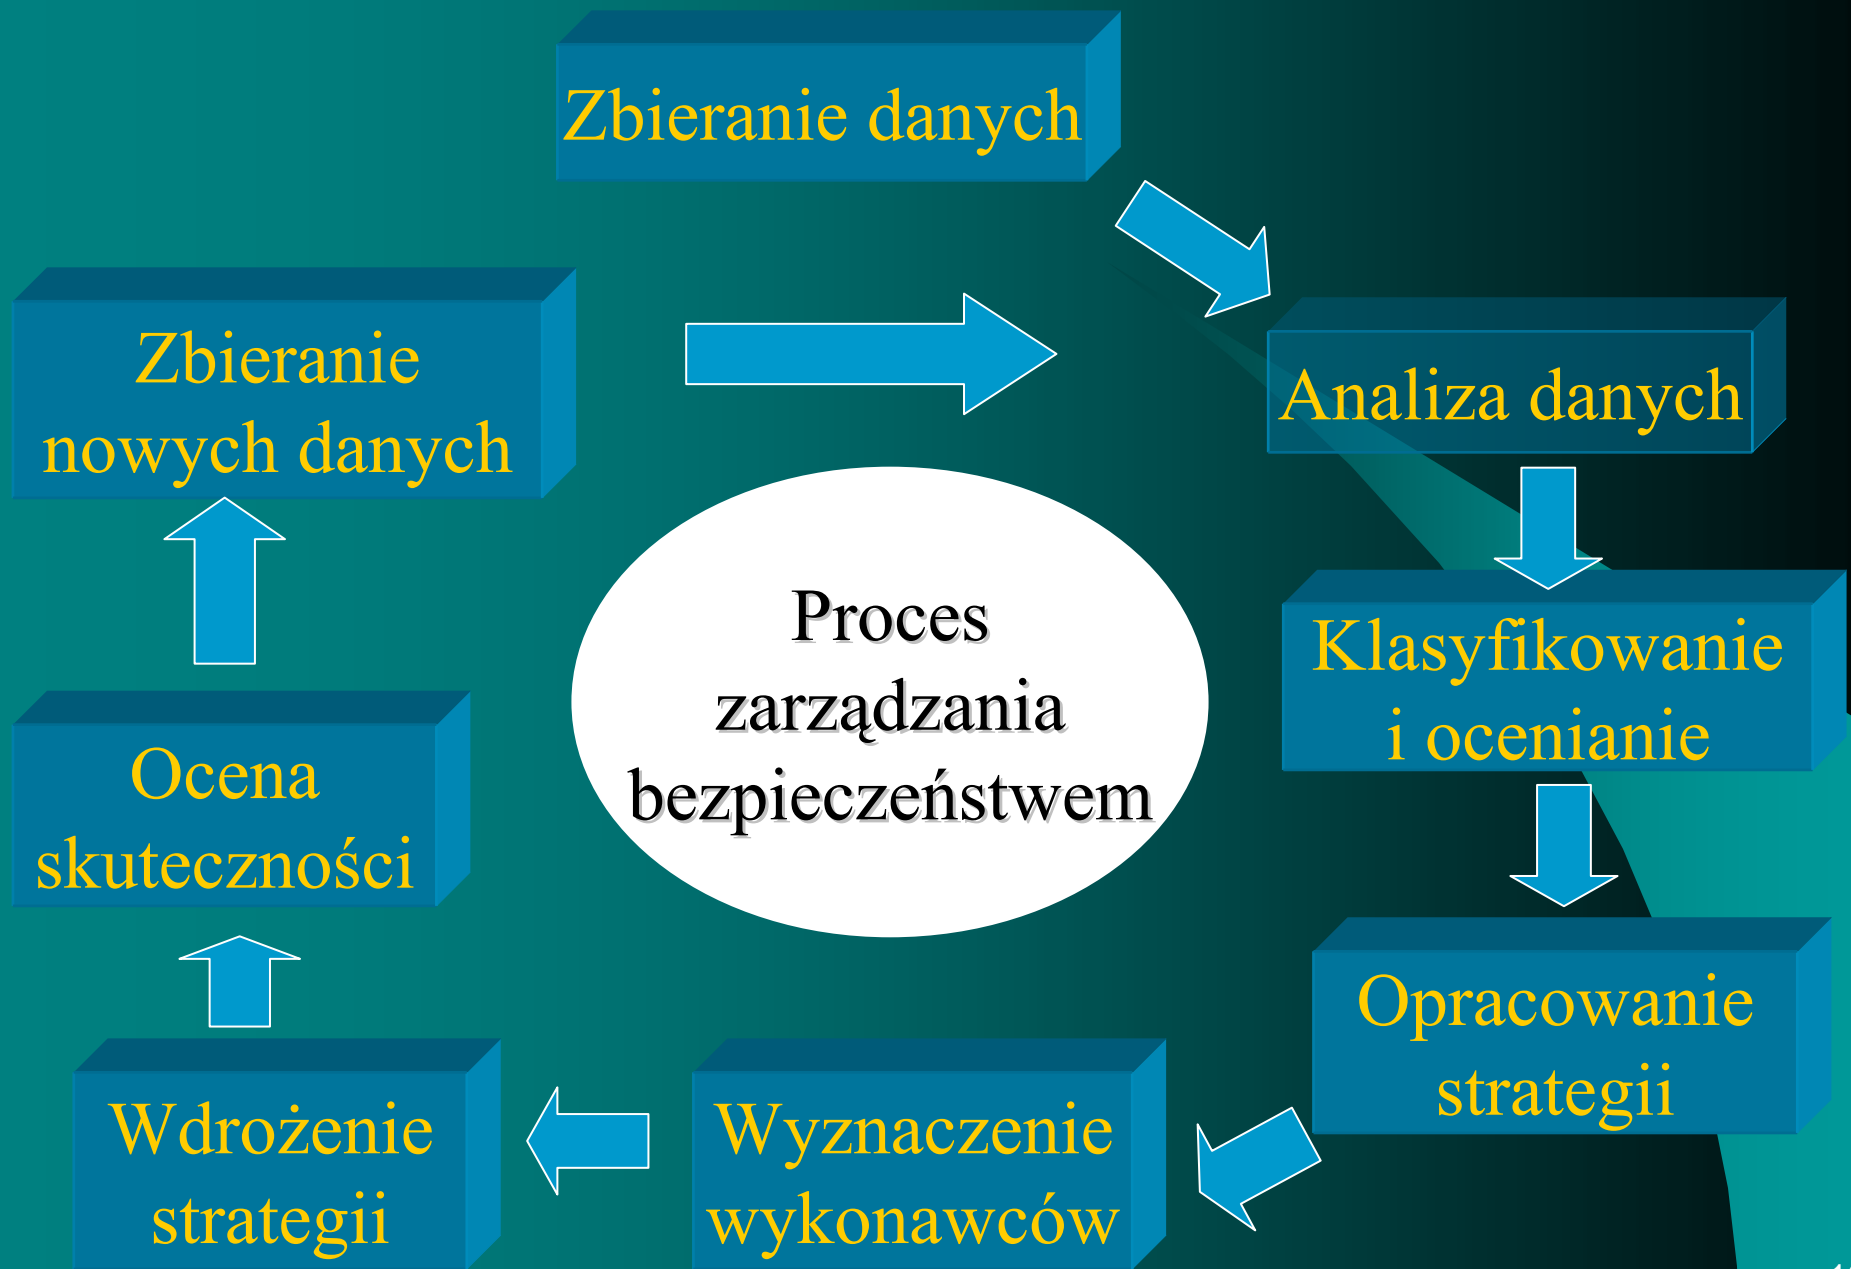 Zbieranie danych
Zbieranie
nowych danych
Analiza danych
Proces
zarządzania
bezpieczeństwem
Klasyfikowanie
i ocenianie
Ocena
skuteczności
Opracowanie
strategii
Wyznaczenie
wykonawców
Wdrożenie
strategii